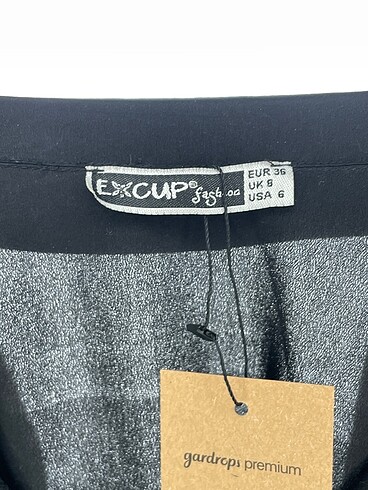 EXCUP® fashion
EUR 36
UK 8
USA 6
gardrops premium